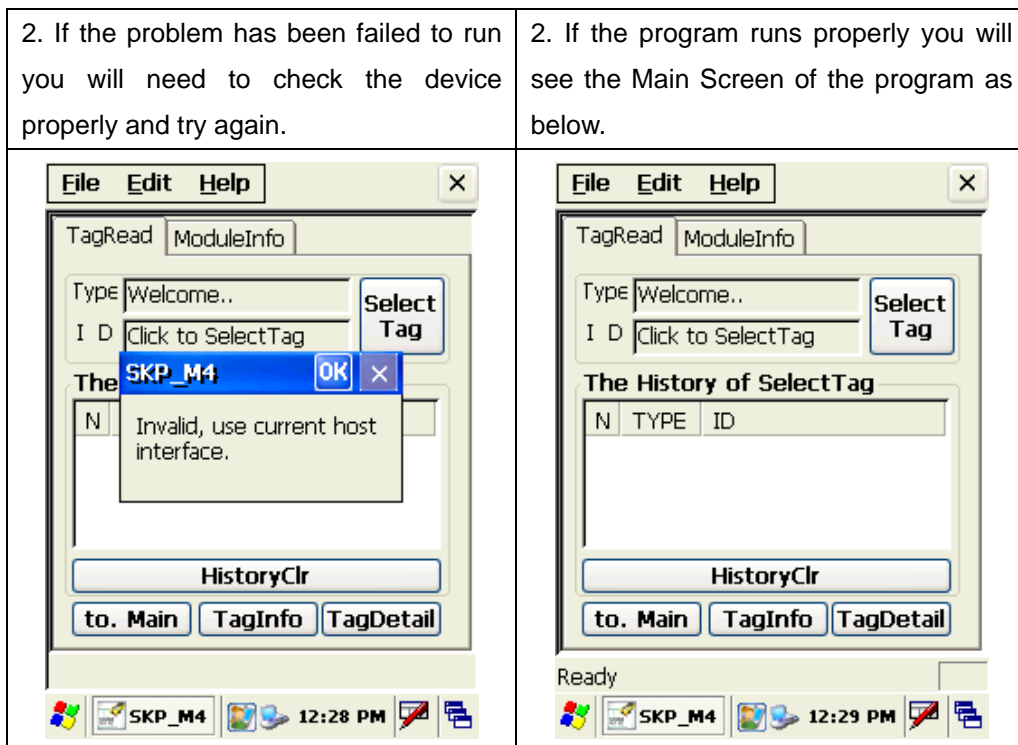 2. If the problem has been failed to run
you will need to check the device
properly and try again.
2. If the program runs properly you will
see the Main Screen of the program as
below.
File Edit Help
TagRead ModuleInfo
Type Welcome..
I D Click to SelectTag
Select
Tag
The
SKP_M4 OK
N
Invalid, use current host
interface.
HistoryClr
to. Main TagInfo TagDetail
SKP_M4 12:28 PM
File Edit Help
TagRead ModuleInfo
Type Welcome..
I D Click to SelectTag
Select
Tag
The History of SelectTag
N TYPE ID
HistoryClr
to. Main TagInfo TagDetail
Ready
SKP_M4 12:29 PM